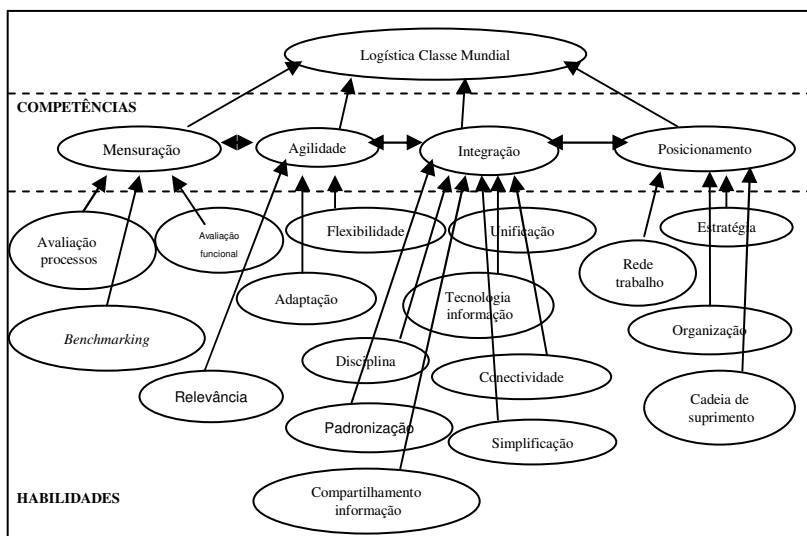 Logística Classe Mundial
COMPETÊNCIAS
Mensuração
Agilidade
Integração
Posicionamento
Avaliação
processos
Avaliação
funcional
Flexibilidade
Unificação
Estratégia
Rede
trabalho
Adaptação
Tecnologia
informação
Benchmarking
Organização
Disciplina
Conectividade
Relevância
Cadeia de
suprimento
Padronização
Simplificação
HABILIDADES
Compartilhamento
informação